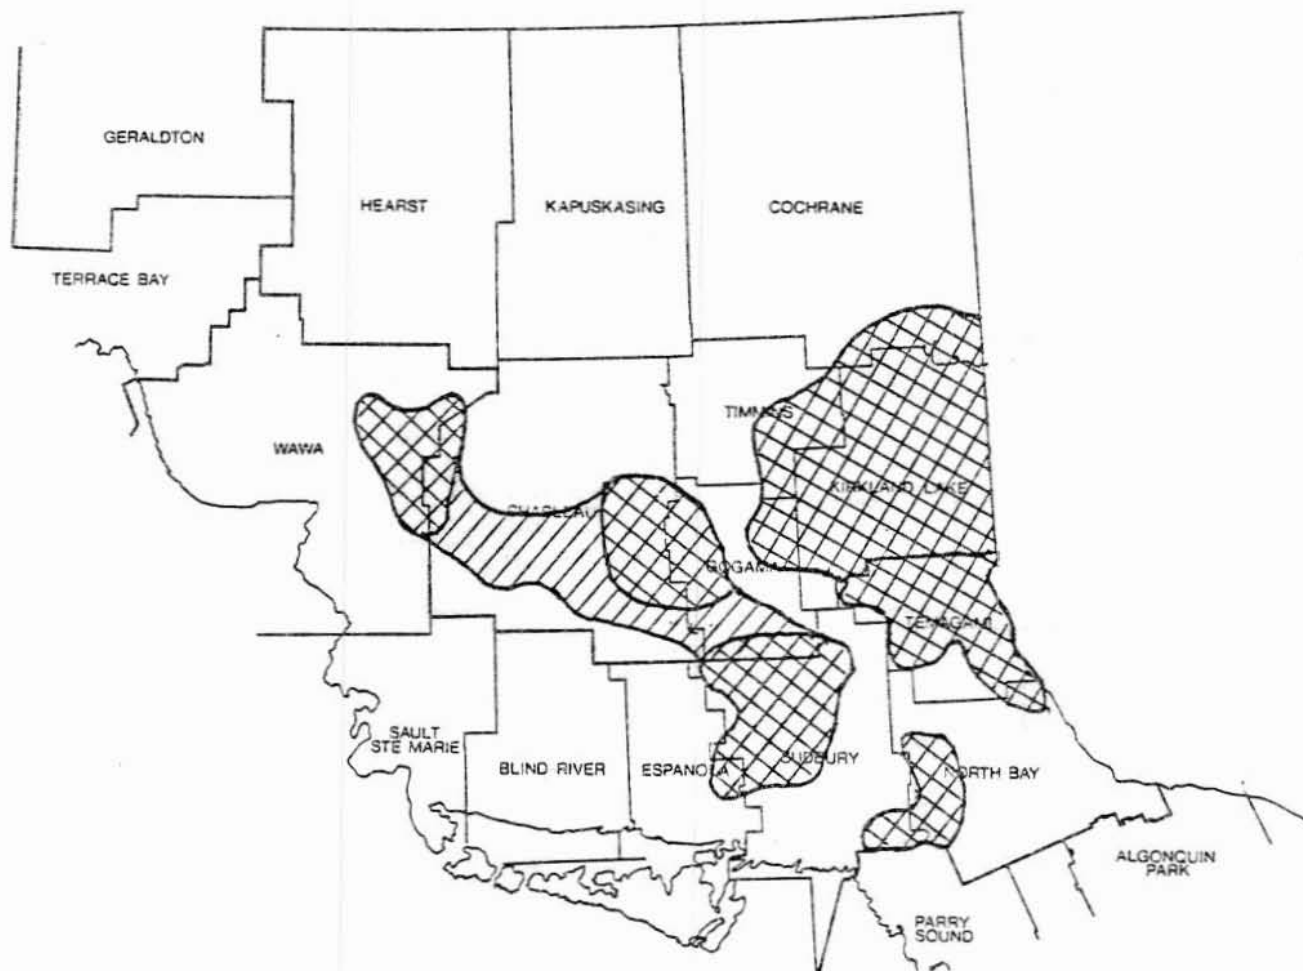 GERALDTON
HEARST
KAPUSKASING
COCHRANE
TERRACE BAY
TIMMINS
WAWA
CHAPLEAU
KIRKLAND LAKE
GOGAMA
TEMAGAMI
SAULT
STE MARIE
BLIND RIVER
ESPANOLA
SUDBURY
NORTH BAY
ALGONQUIN
PARK
PARRY
SOUND